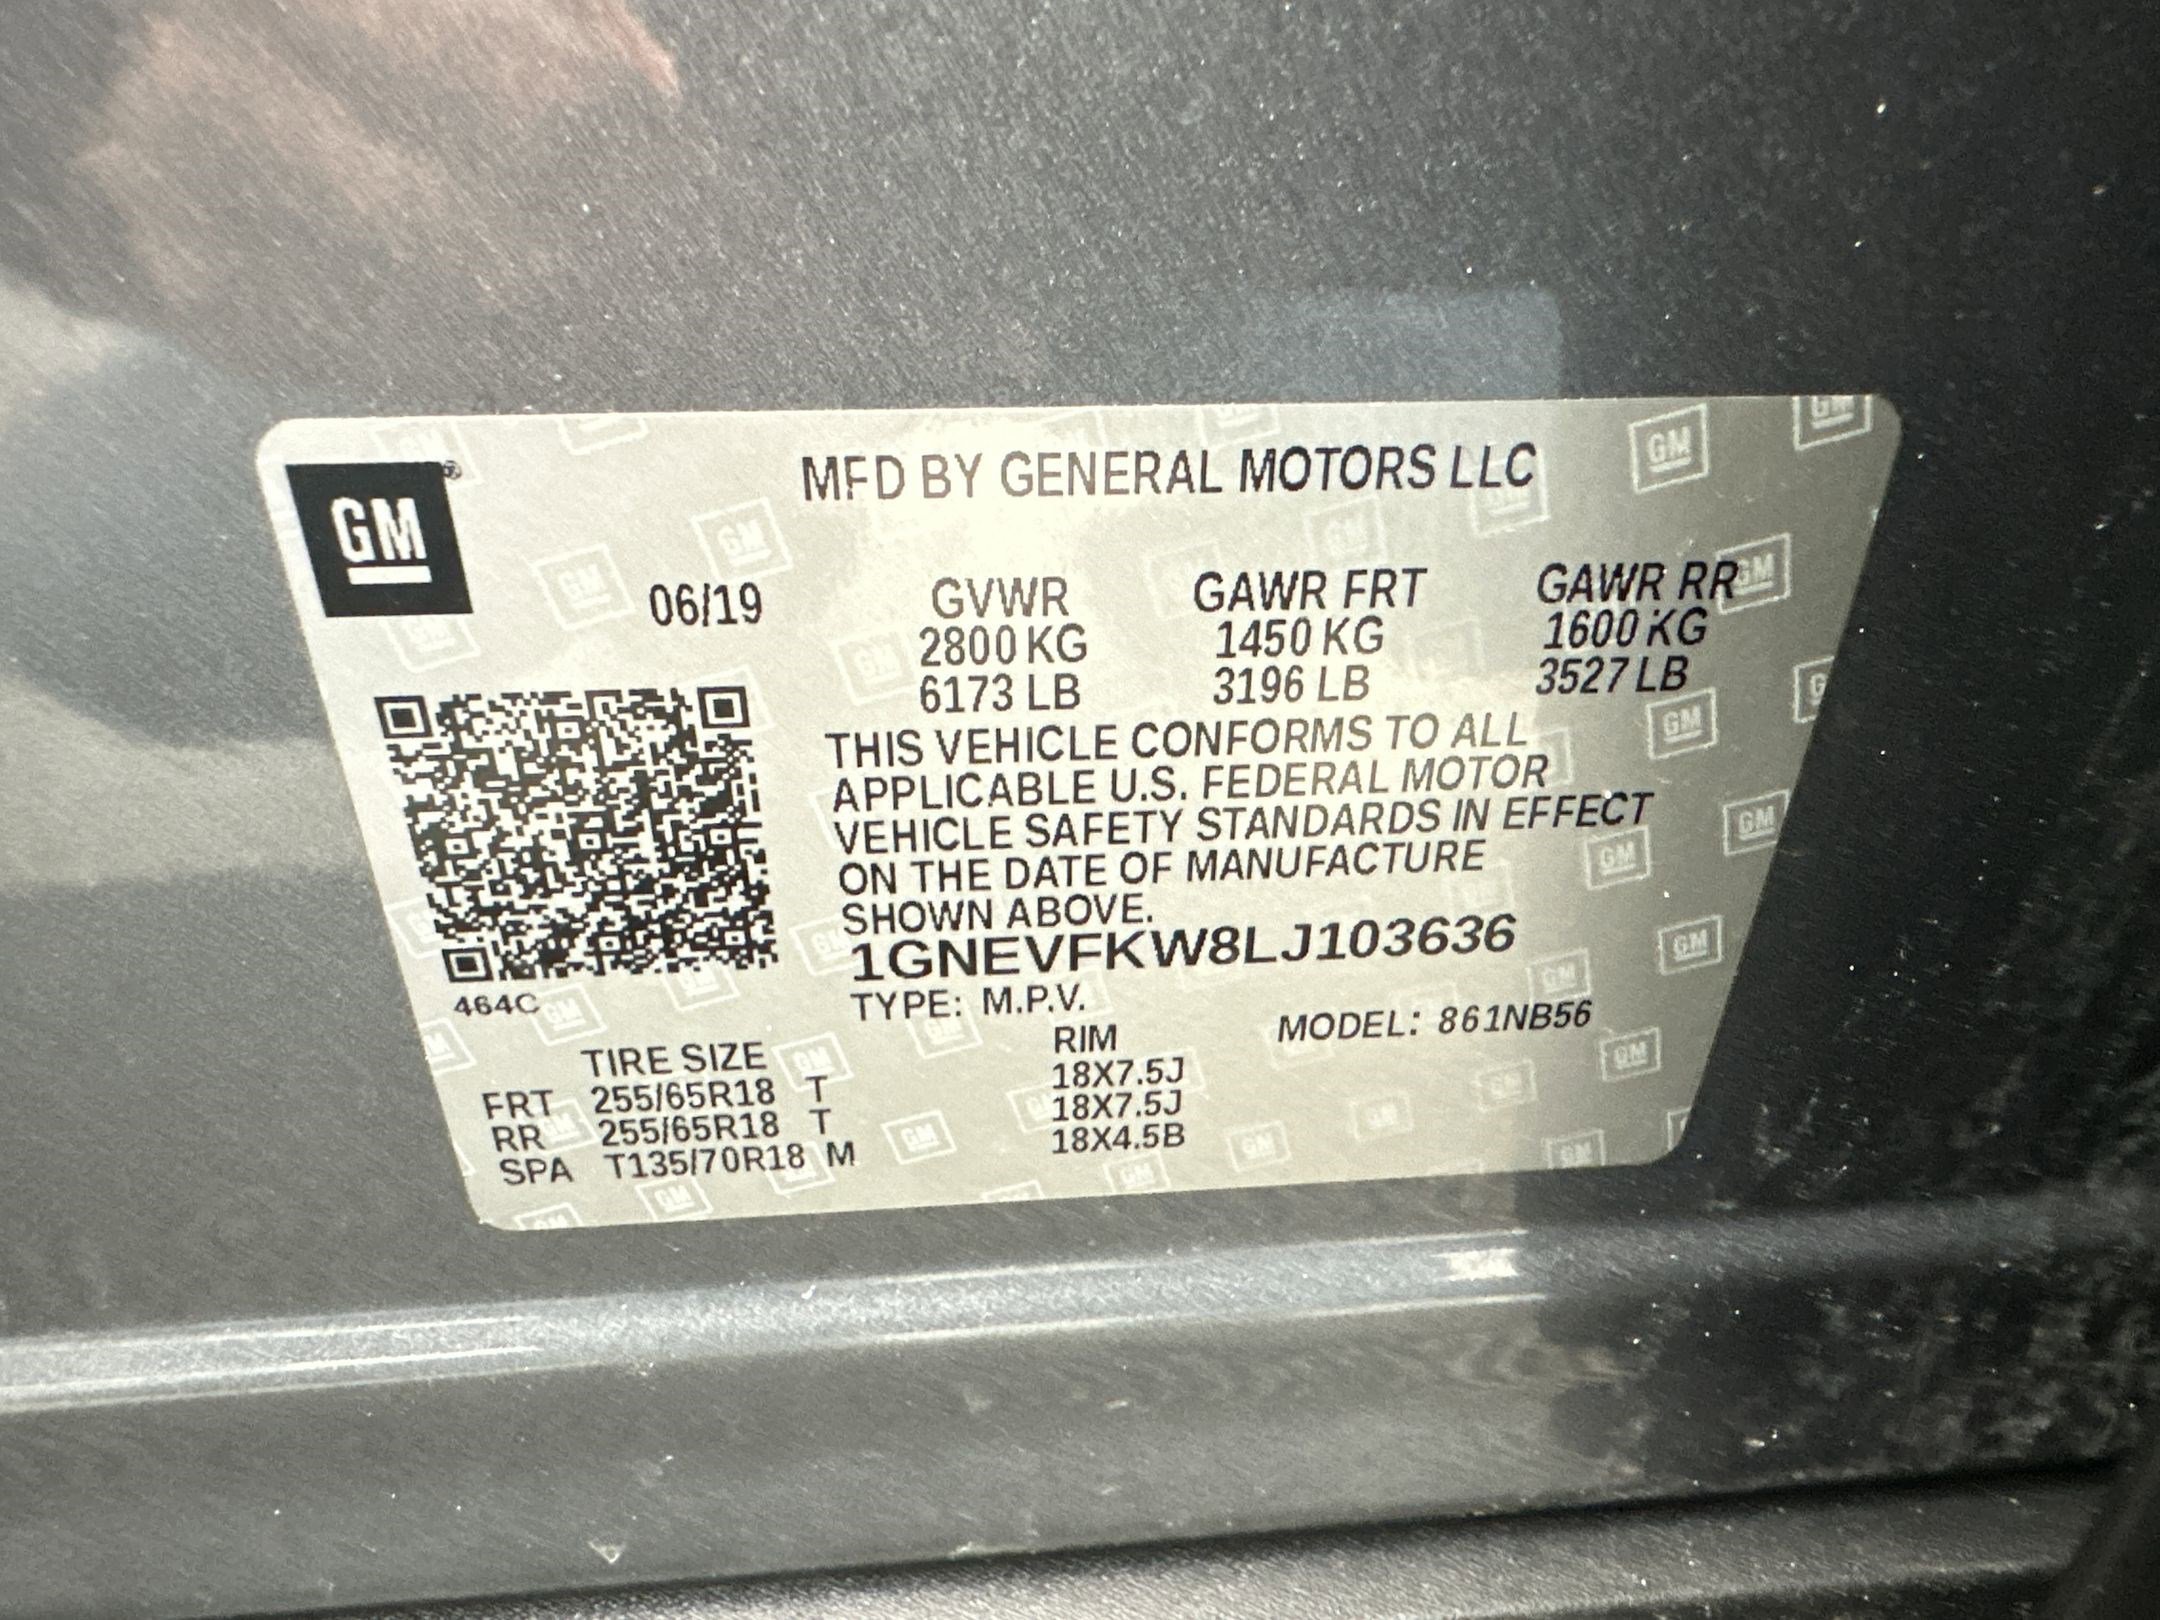 GM®
MFD BY GENERAL MOTORS LLC
06/19
GVWR GAWR FRT GAWR RR
2800 KG 1450 KG 1600 KG
6173 LB 3196 LB 3527 LB
THIS VEHICLE CONFORMS TO ALL
APPLICABLE U.S. FEDERAL MOTOR
VEHICLE SAFETY STANDARDS IN EFFECT
ON THE DATE OF MANUFACTURE
SHOWN ABOVE.
1GNEVFKW8LJ103636
464C
TYPE: M.P.V. MODEL: 861NB56
TIRE SIZE RIM
FRT 255/65R18 T 18X7.5J
RR 255/65R18 T 18X7.5J
SPA T135/70R18 M 18X4.5B